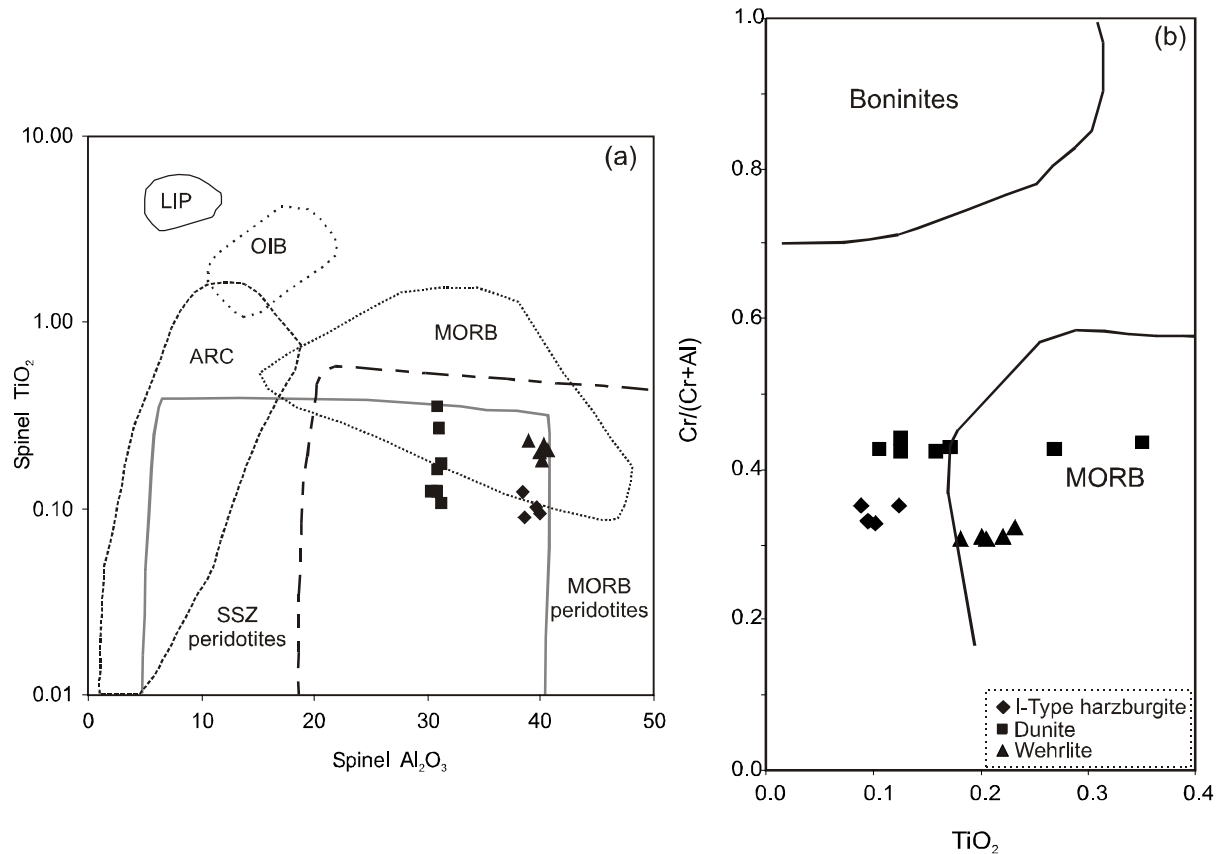 (a)
10.00
1.00
0.10
0.01
Spinel TiO₂
LIP
OIB
ARC
MORB
SSZ
peridotites
MORB
peridotites
0
10
20
30
40
50
Spinel Al₂O₃
(b)
1.0
0.8
0.6
0.4
0.2
0.0
Cr/(Cr+Al)
Boninites
MORB
I-Type harzburgite
Dunite
Wehrlite
0.0
0.1
0.2
0.3
0.4
TiO₂